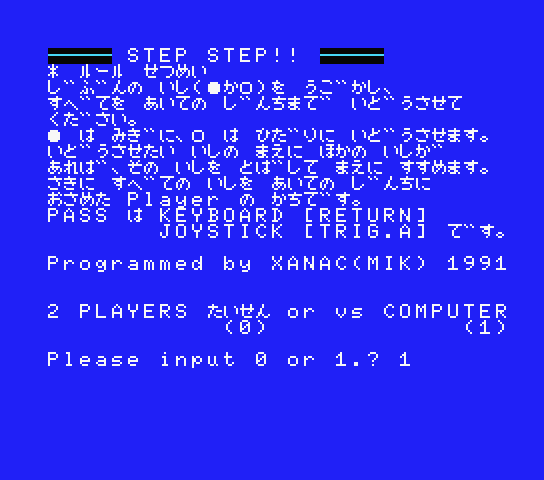 STEP STEP!!
* ルール せつめい
じぶんの いし(●か○)を うごかし、
すべてを あいての じんちまで いどうさせて
ください。
● は みぎに、○ は ひだりに いどうさせます。
いどうさせたい いしの まえに ほかの いしが
あれば、その いしを とばして まえに すすめます。
さきに すべての いしを あいての じんちに
おさめた Player の かちです。
PASS は KEYBOARD [RETURN]
JOYSTICK [TRIG.A] です。
Programmed by XANAC(MIK) 1991
2 PLAYERS たいせん or vs COMPUTER
(0) (1)
Please input 0 or 1.? 1